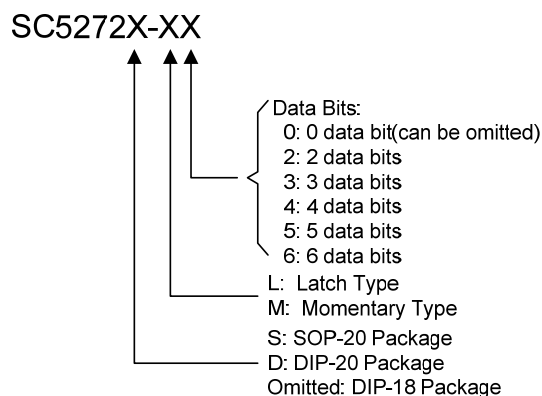 SC5272X-XX
Data Bits:
0: 0 data bit(can be omitted)
2: 2 data bits
3: 3 data bits
4: 4 data bits
5: 5 data bits
6: 6 data bits
L: Latch Type
M: Momentary Type
S: SOP-20 Package
D: DIP-20 Package
Omitted: DIP-18 Package